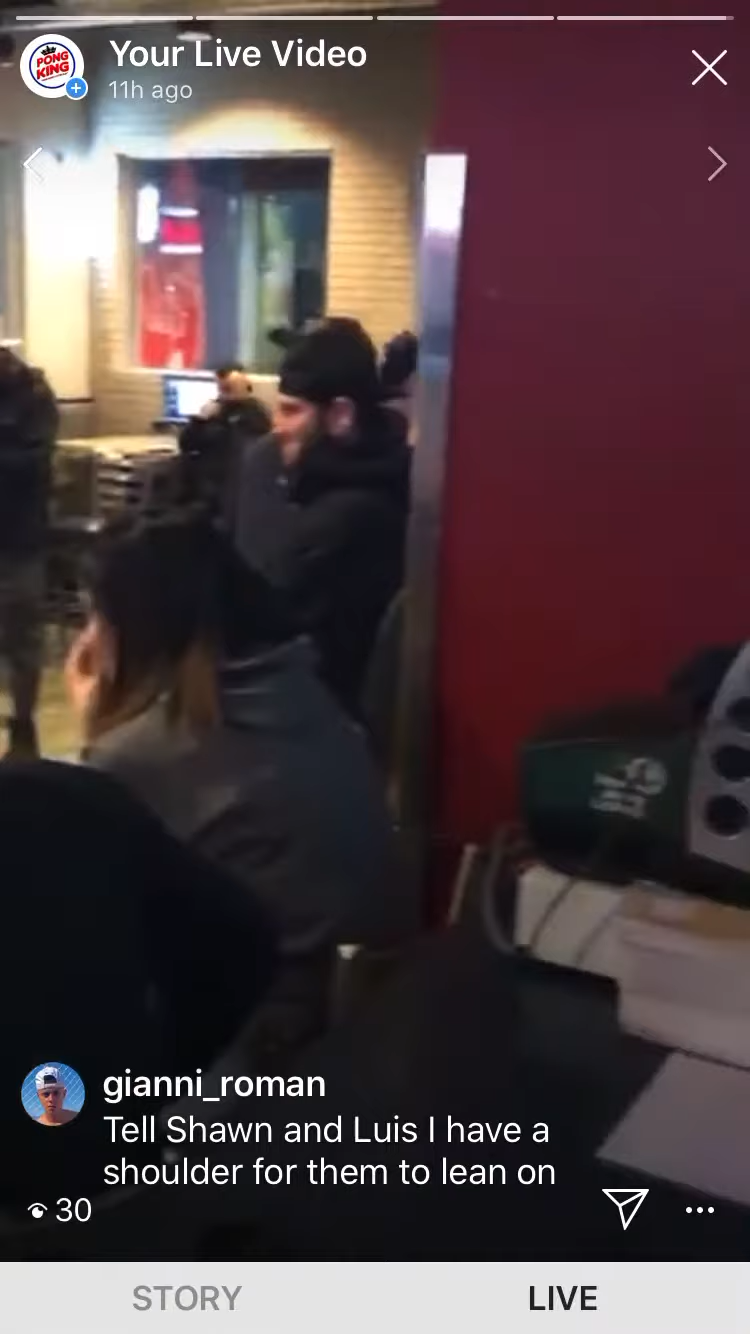 PONG
KING
Your Live Video
11h ago
gianni_roman
Tell Shawn and Luis I have a
shoulder for them to lean on
30
STORY
LIVE